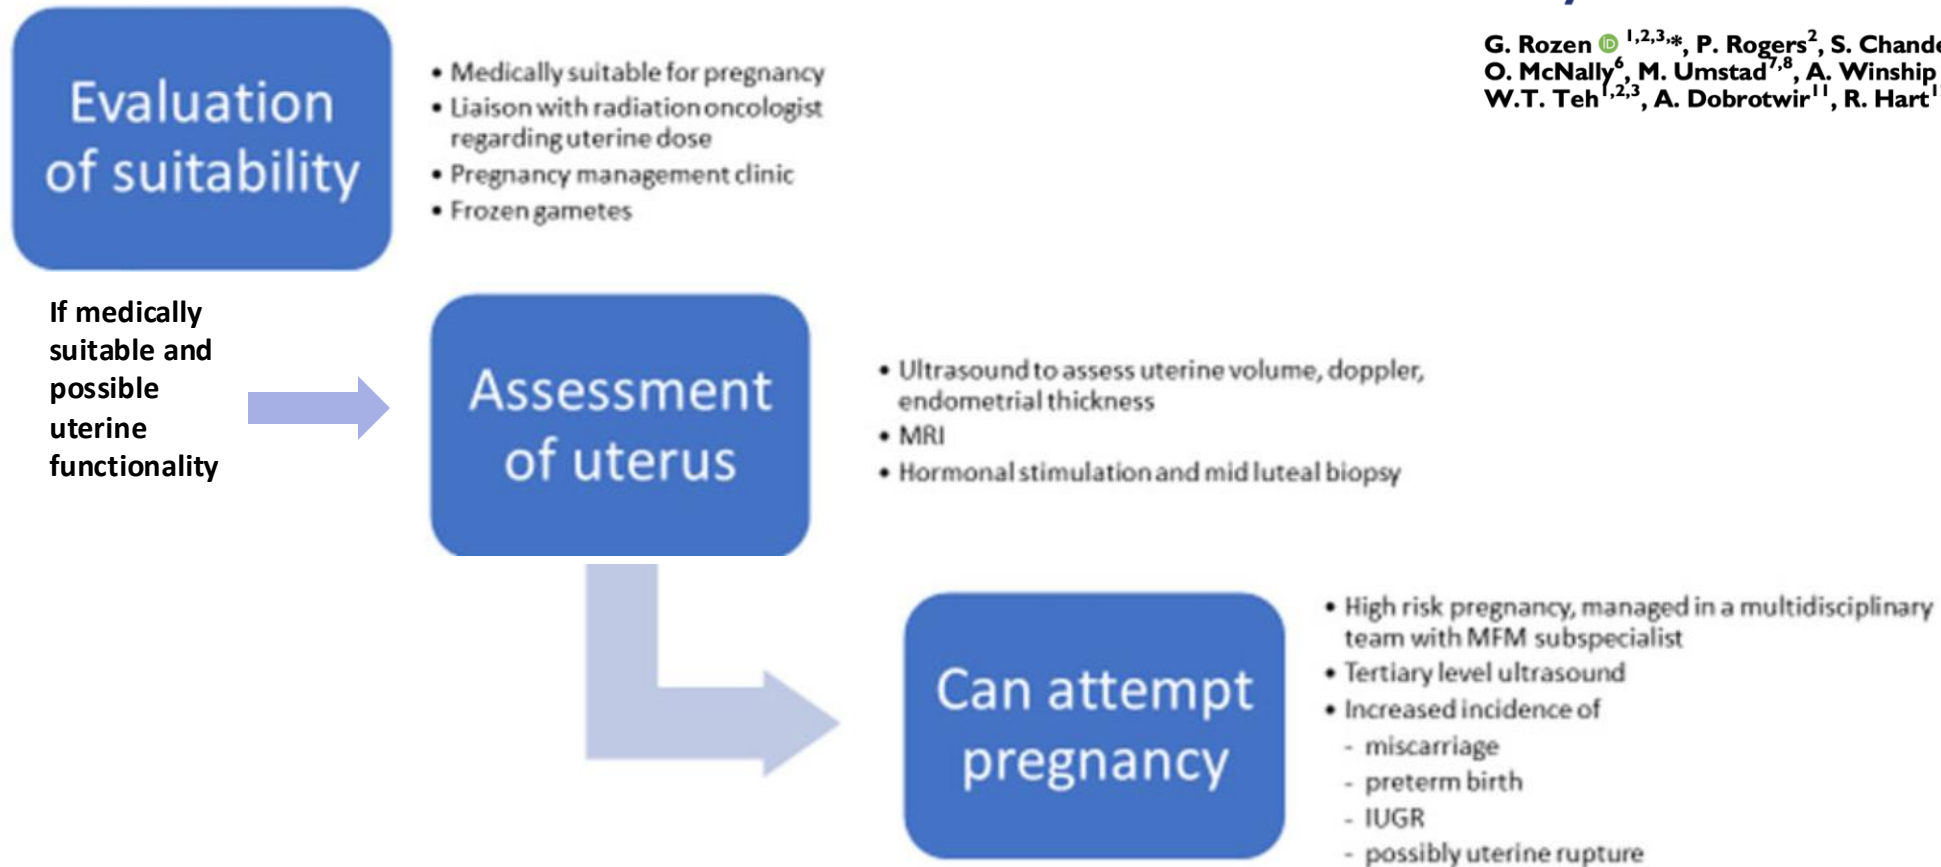 G. Rozen 1,2,3,*, P. Rogers2, S. Chande
O. McNally6, M. Umstad7,8, A. Winship
W.T. Teh1,2,3, A. Dobrotwir11, R. Hart1
Evaluation
of suitability
• Medically suitable for pregnancy
• Liaison with radiation oncologist
regarding uterine dose
• Pregnancy management clinic
• Frozen gametes
If medically
suitable and
possible
uterine
functionality
Assessment
of uterus
• Ultrasound to assess uterine volume, doppler,
endometrial thickness
• MRI
• Hormonal stimulation and mid luteal biopsy
Can attempt
pregnancy
• High risk pregnancy, managed in a multidisciplinary
team with MFM subspecialist
• Tertiary level ultrasound
• Increased incidence of
- miscarriage
- preterm birth
- IUGR
- possibly uterine rupture